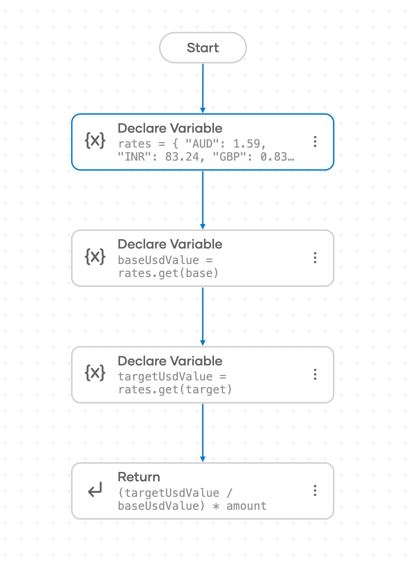 Start
{x} Declare Variable
rates = { "AUD": 1.59,
"INR": 83.24, "GBP": 0.83…
{x} Declare Variable
baseUsdValue =
rates.get(base)
{x} Declare Variable
targetUsdValue =
rates.get(target)
Return
(targetUsdValue /
baseUsdValue) * amount